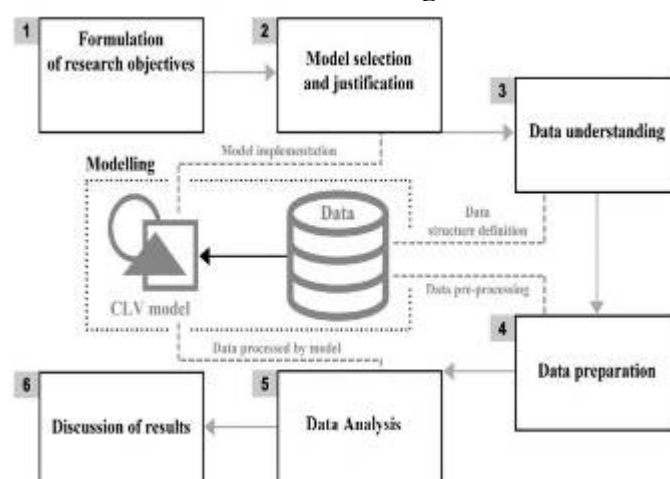 1
Formulation
of research objectives
2
Model selection
and justification
3
Data understanding
Model implementation
Modelling
Data
CLV model
Data
structure definition
Data pre-processing
4
Data preparation
Data processed by model
5
Data Analysis
6
Discussion of results